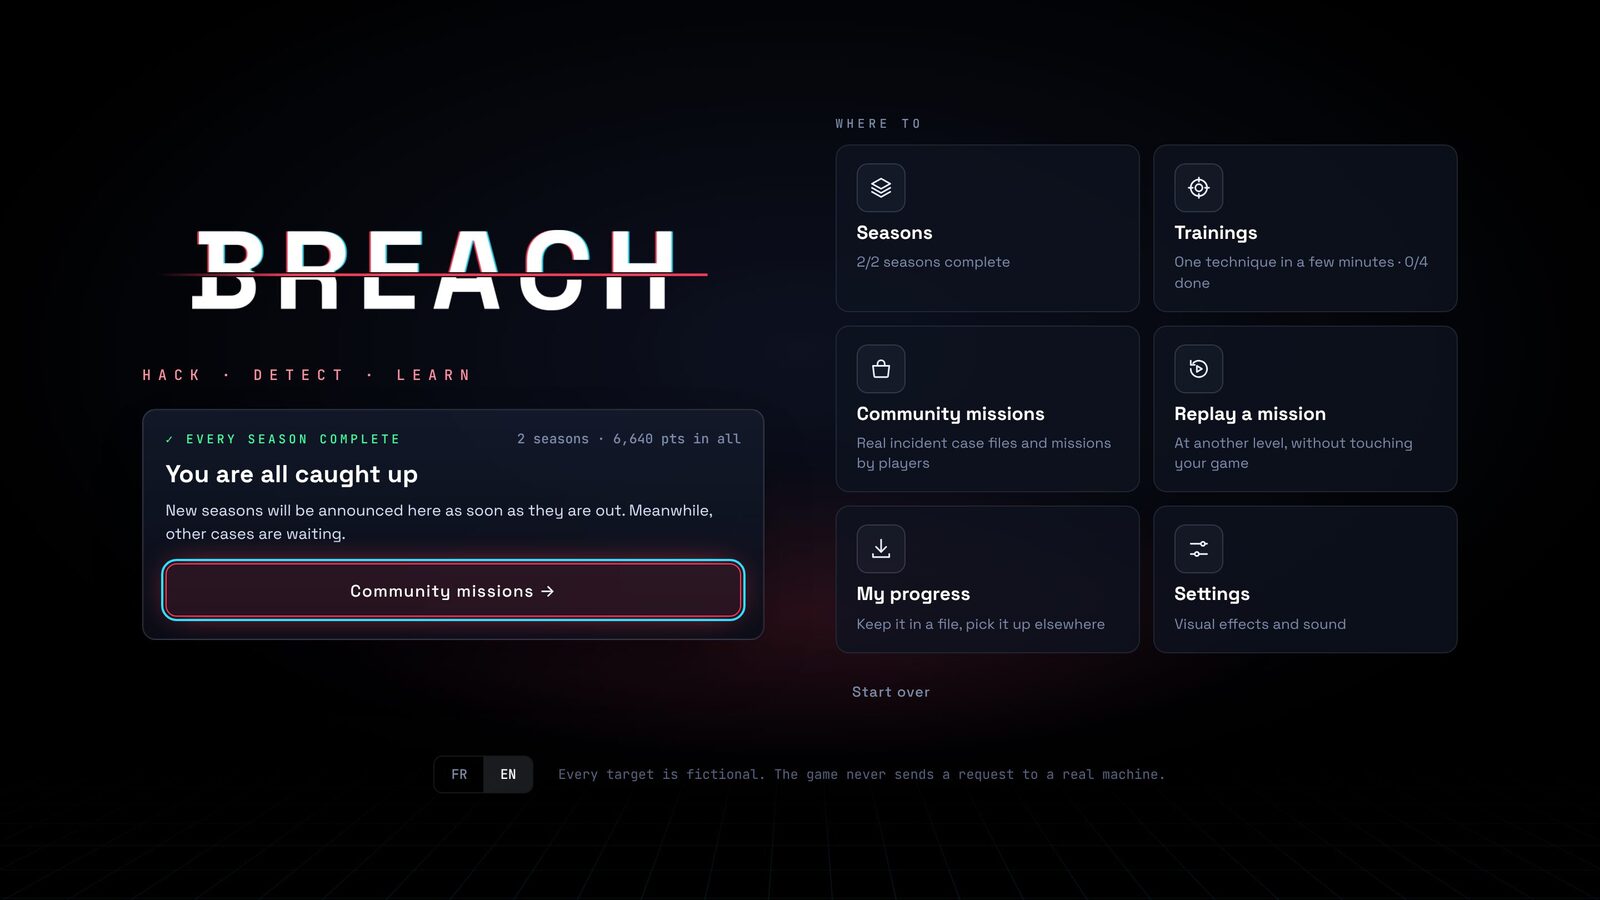 BREACH
HACK · DETECT · LEARN
✓ EVERY SEASON COMPLETE
2 seasons · 6,640 pts in all
You are all caught up
New seasons will be announced here as soon as they are out. Meanwhile,
other cases are waiting.
Community missions →
WHERE TO
Seasons
2/2 seasons complete
Trainings
One technique in a few minutes · 0/4
done
Community missions
Real incident case files and missions
by players
Replay a mission
At another level, without touching
your game
My progress
Keep it in a file, pick it up elsewhere
Settings
Visual effects and sound
Start over
FR
EN
Every target is fictional. The game never sends a request to a real machine.